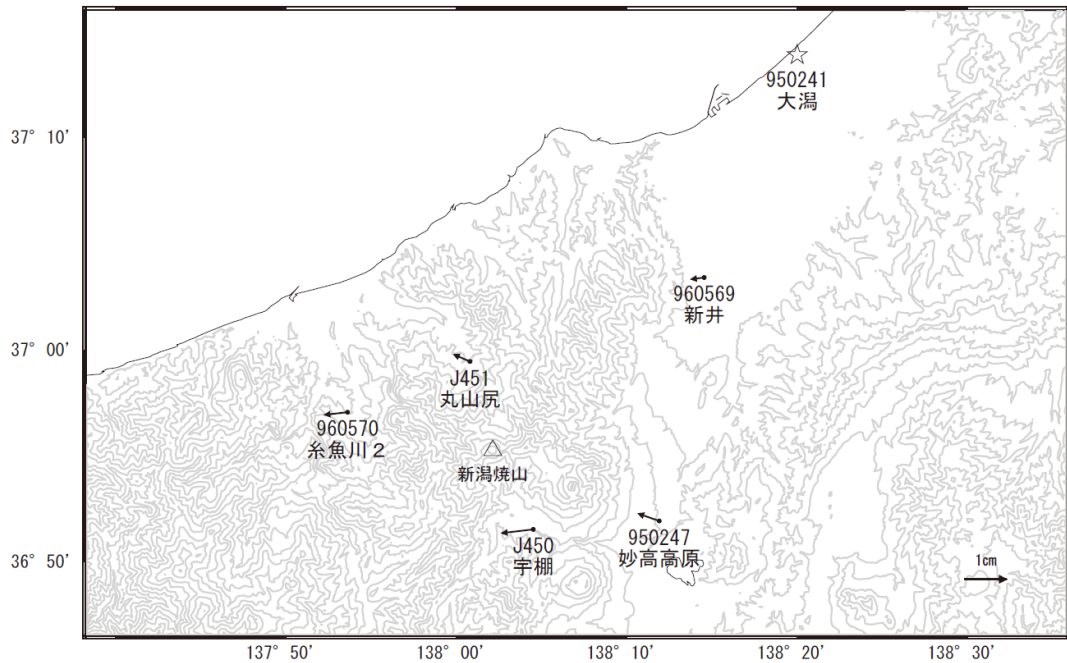 950241
大潟
37° 10'
960569
新井
37° 00'
J451
丸山尻
960570
糸魚川２
新潟焼山
J450
宇棚
950247
妙高高原
36° 50'
1cm
137° 50'
138° 00'
138° 10'
138° 20'
138° 30'